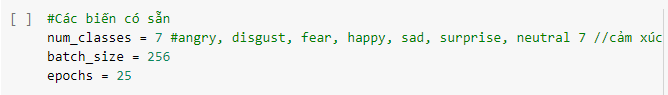 [ ] #Các biến có sẵn
num_classes = 7 #angry, disgust, fear, happy, sad, surprise, neutral 7 //cảm xúc
batch_size = 256
epochs = 25